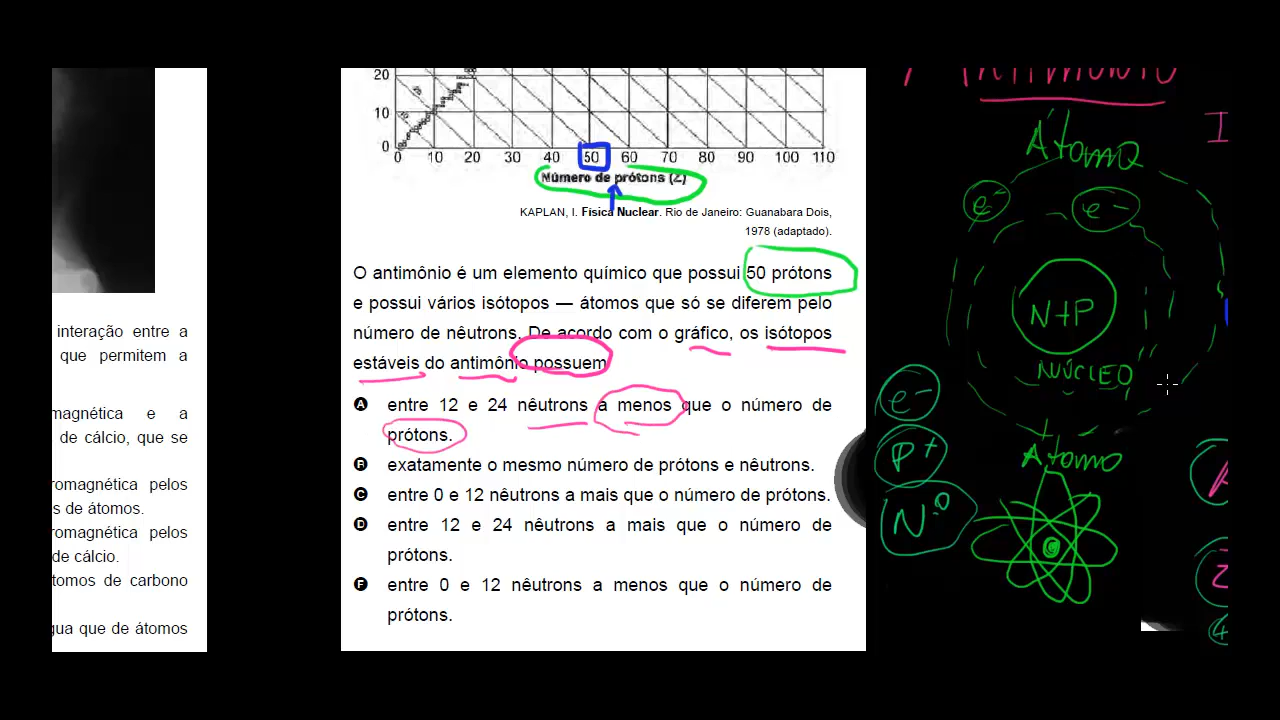 interação entre a
que permitem a
magnética e a
de cálcio, que se
romagnética pelos
s de átomos.
romagnética pelos
de cálcio.
tomos de carbono
gua que de átomos
20
10
0
0 10 20 30 40 50 60 70 80 90 100 110
Número de prótons (Z)
KAPLAN, I. Física Nuclear. Rio de Janeiro: Guanabara Dois,
1978 (adaptado).
O antimônio é um elemento químico que possui 50 prótons
e possui vários isótopos — átomos que só se diferem pelo
número de nêutrons. De acordo com o gráfico, os isótopos
estáveis do antimônio possuem
A entre 12 e 24 nêutrons a menos que o número de
prótons.
B exatamente o mesmo número de prótons e nêutrons.
C entre 0 e 12 nêutrons a mais que o número de prótons.
D entre 12 e 24 nêutrons a mais que o número de
prótons.
E entre 0 e 12 nêutrons a menos que o número de
prótons.
I
Átomo
e-
e-
N+P
NÚCLEO
e-
P+
N0
Átomo